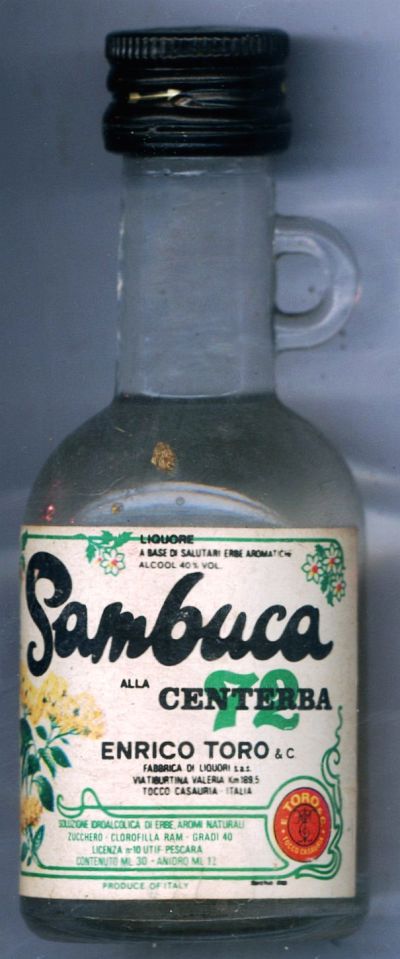 LIQUORE
A BASE DI SALUTARI ERBE AROMATICHE
ALCOOL 40% VOL.
Sambuca
ALLA CENTERBA
72
ENRICO TORO & C.
FABBRICA DI LIQUORI s.a.s.
VIA TIBURTINA VALERIA Km 189,5
TOCCO CASAURIA - ITALIA
SOLUZIONE IDROALCOLICA DI ERBE, AROMI NATURALI
ZUCCHERO - CLOROFILLA RAM - GRADI 40
LICENZA n° 10 UTIF PESCARA
CONTENUTO ML 30 - ANIDRO ML 12
E. TORO & C.
TOCCO CASAURIA
PRODUCE OF ITALY